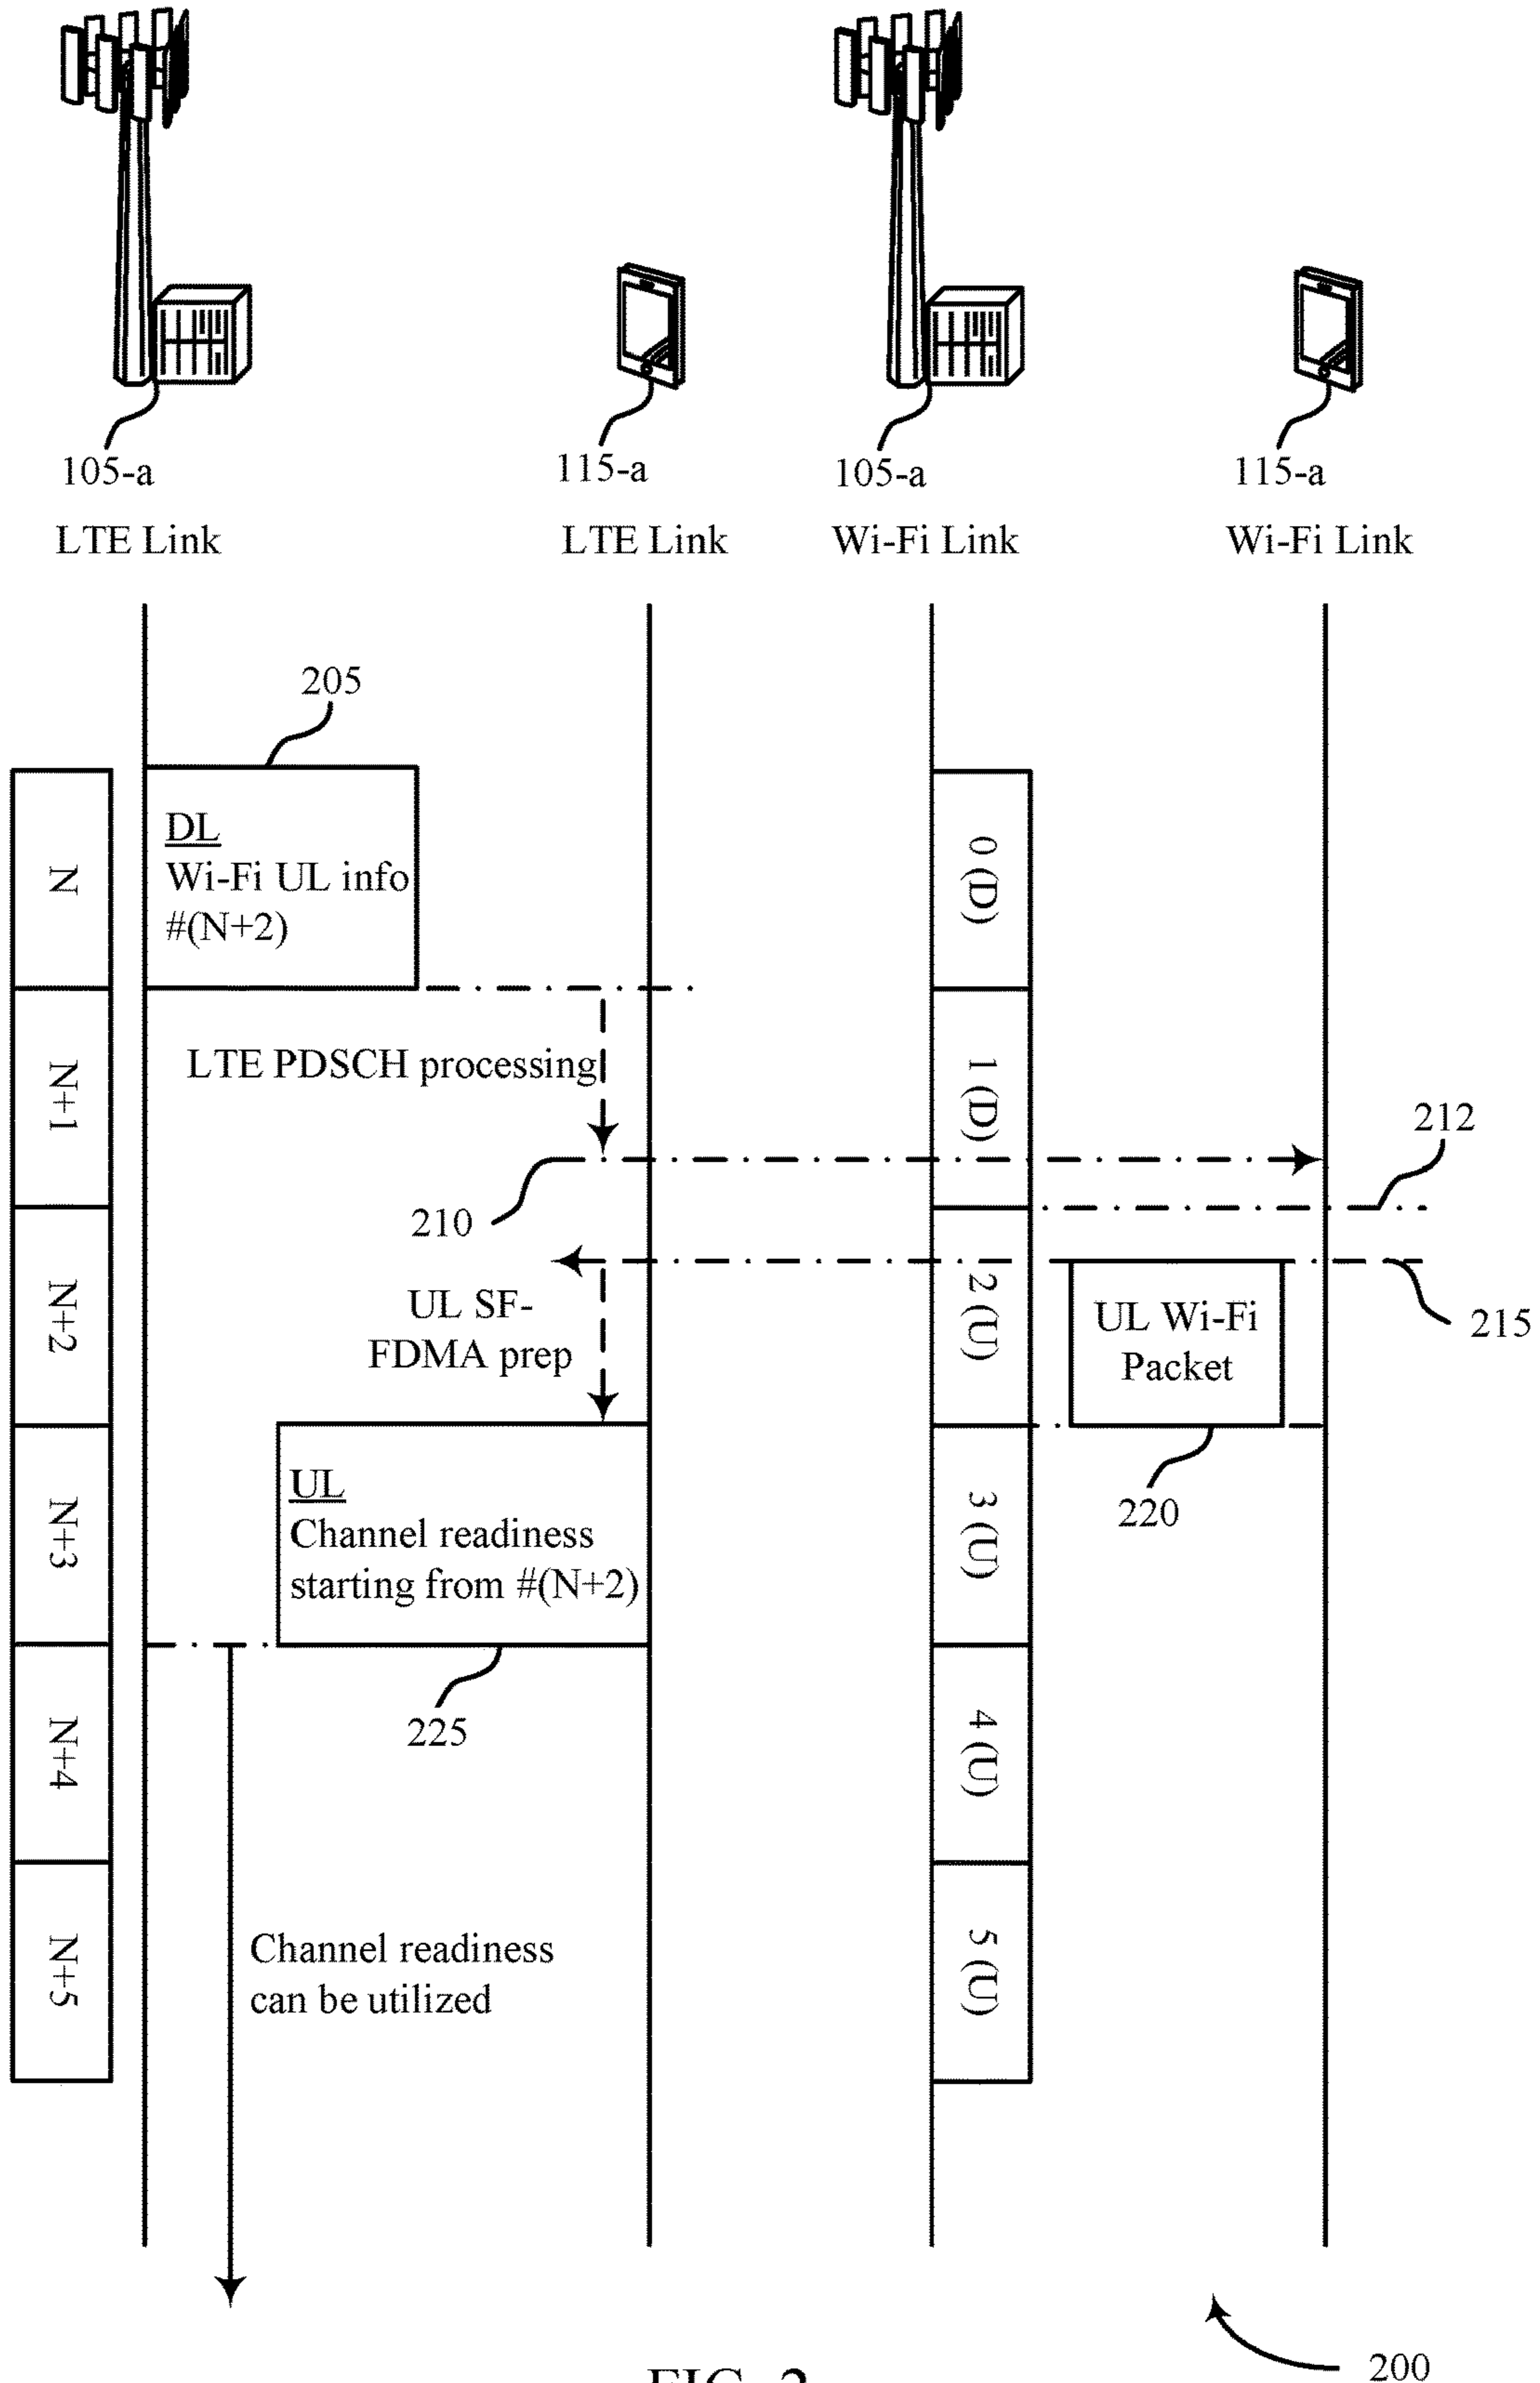 105-a
115-a
105-a
115-a
LTE Link
LTE Link
Wi-Fi Link
Wi-Fi Link
205
DL
Wi-Fi UL info
#(N+2)
N
0 (D)
LTE PDSCH processing
N+1
1 (D)
212
210
N+2
UL SF-
FDMA prep
2 (U)
UL Wi-Fi
Packet
215
220
N+3
UL
Channel readiness
starting from #(N+2)
3 (U)
225
N+4
4 (U)
N+5
Channel readiness
can be utilized
5 (U)
200
FIG. 2